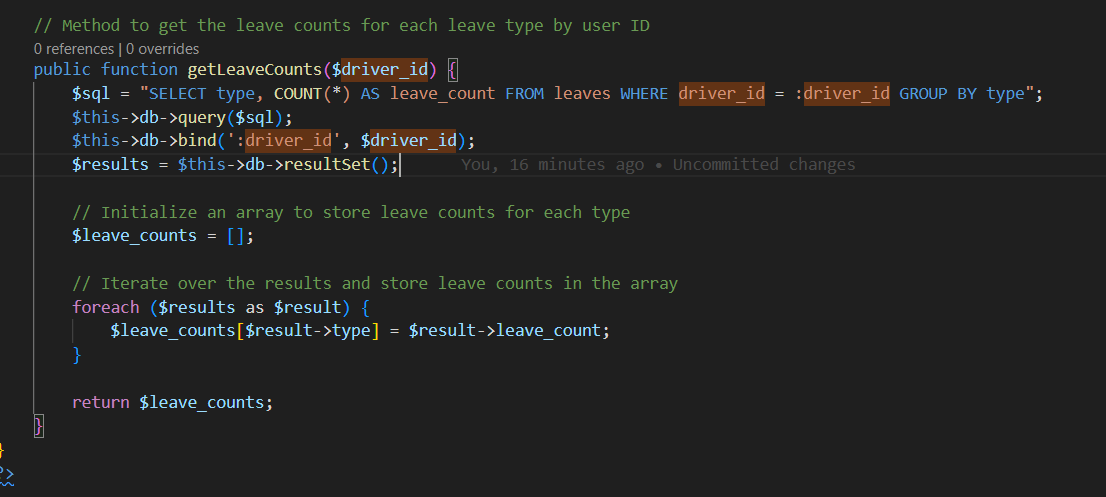 // Method to get the leave counts for each leave type by user ID
0 references | 0 overrides
public function getLeaveCounts($driver_id) {
$sql = "SELECT type, COUNT(*) AS leave_count FROM leaves WHERE driver_id = :driver_id GROUP BY type";
$this->db->query($sql);
$this->db->bind(':driver_id', $driver_id);
$results = $this->db->resultSet(); You, 16 minutes ago • Uncommitted changes
// Initialize an array to store leave counts for each type
$leave_counts = [];
// Iterate over the results and store leave counts in the array
foreach ($results as $result) {
$leave_counts[$result->type] = $result->leave_count;
}
return $leave_counts;
}
}
?>